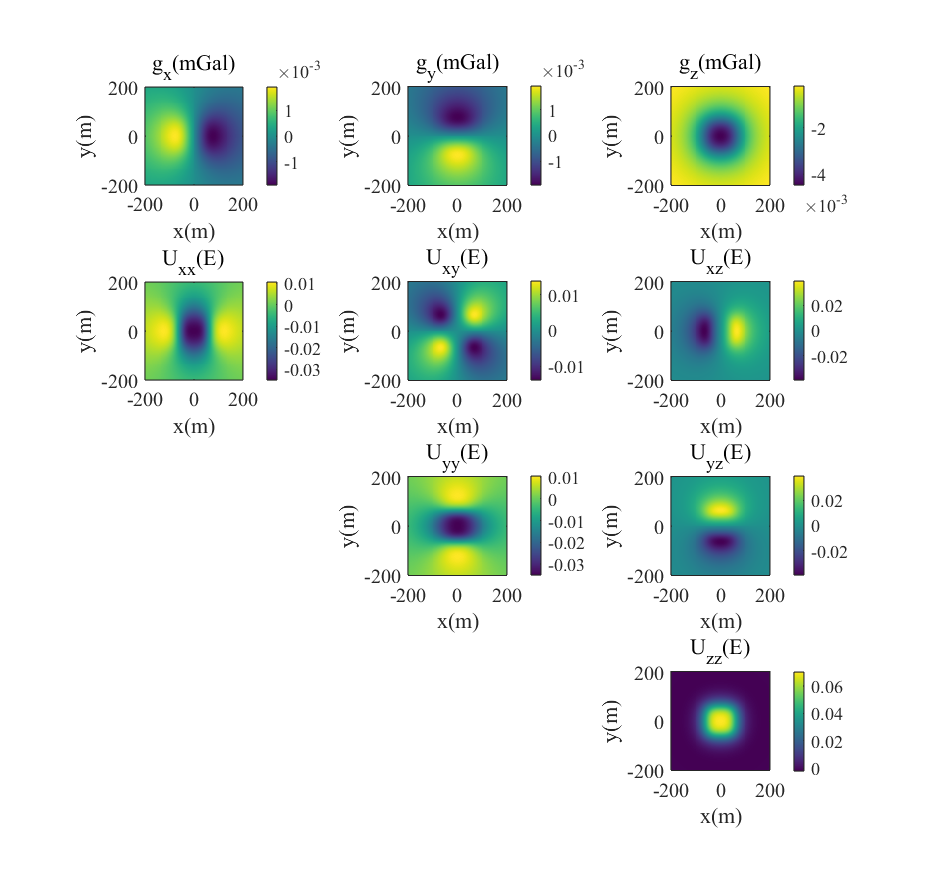 g_x(mGal)
×10^-3
200
0
-200
y(m)
-200 0 200
x(m)
1
0
-1
g_y(mGal)
×10^-3
200
0
-200
y(m)
-200 0 200
x(m)
1
0
-1
g_z(mGal)
200
0
-200
y(m)
-200 0 200
x(m)
-2
-4
×10^-3
U_xx(E)
200
0
-200
y(m)
-200 0 200
x(m)
0.01
0
-0.01
-0.02
-0.03
U_xy(E)
200
0
-200
y(m)
-200 0 200
x(m)
0.01
0
-0.01
U_xz(E)
200
0
-200
y(m)
-200 0 200
x(m)
0.02
0
-0.02
U_yy(E)
200
0
-200
y(m)
-200 0 200
x(m)
0.01
0
-0.01
-0.02
-0.03
U_yz(E)
200
0
-200
y(m)
-200 0 200
x(m)
0.02
0
-0.02
U_zz(E)
200
0
-200
y(m)
-200 0 200
x(m)
0.06
0.04
0.02
0